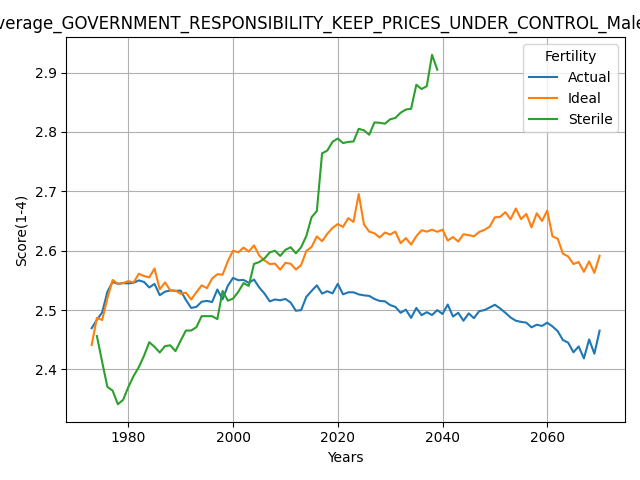 verage_GOVERNMENT_RESPONSIBILITY_KEEP_PRICES_UNDER_CONTROL_Male
Fertility
Actual
Ideal
Sterile
Score(1-4)
2.9
2.8
2.7
2.6
2.5
2.4
1980 2000 2020 2040 2060
Years